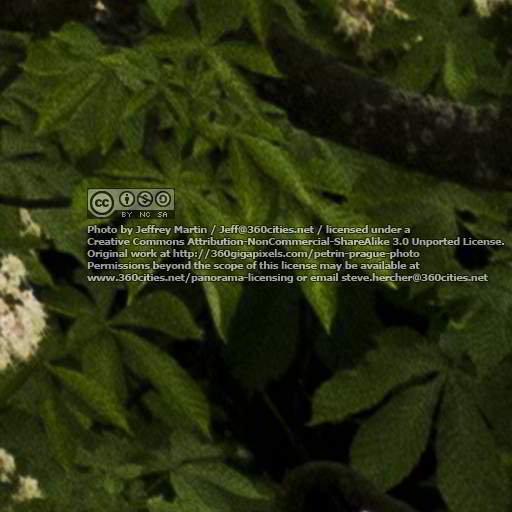 cc
BY NC SA
Photo by Jeffrey Martin / Jeff@360cities.net / licensed under a
Creative Commons Attribution-NonCommercial-ShareAlike 3.0 Unported License.
Original work at http://360gigapixels.com/petrin-prague-photo
Permissions beyond the scope of this license may be available at
www.360cities.net/panorama-licensing or email steve.hercher@360cities.net